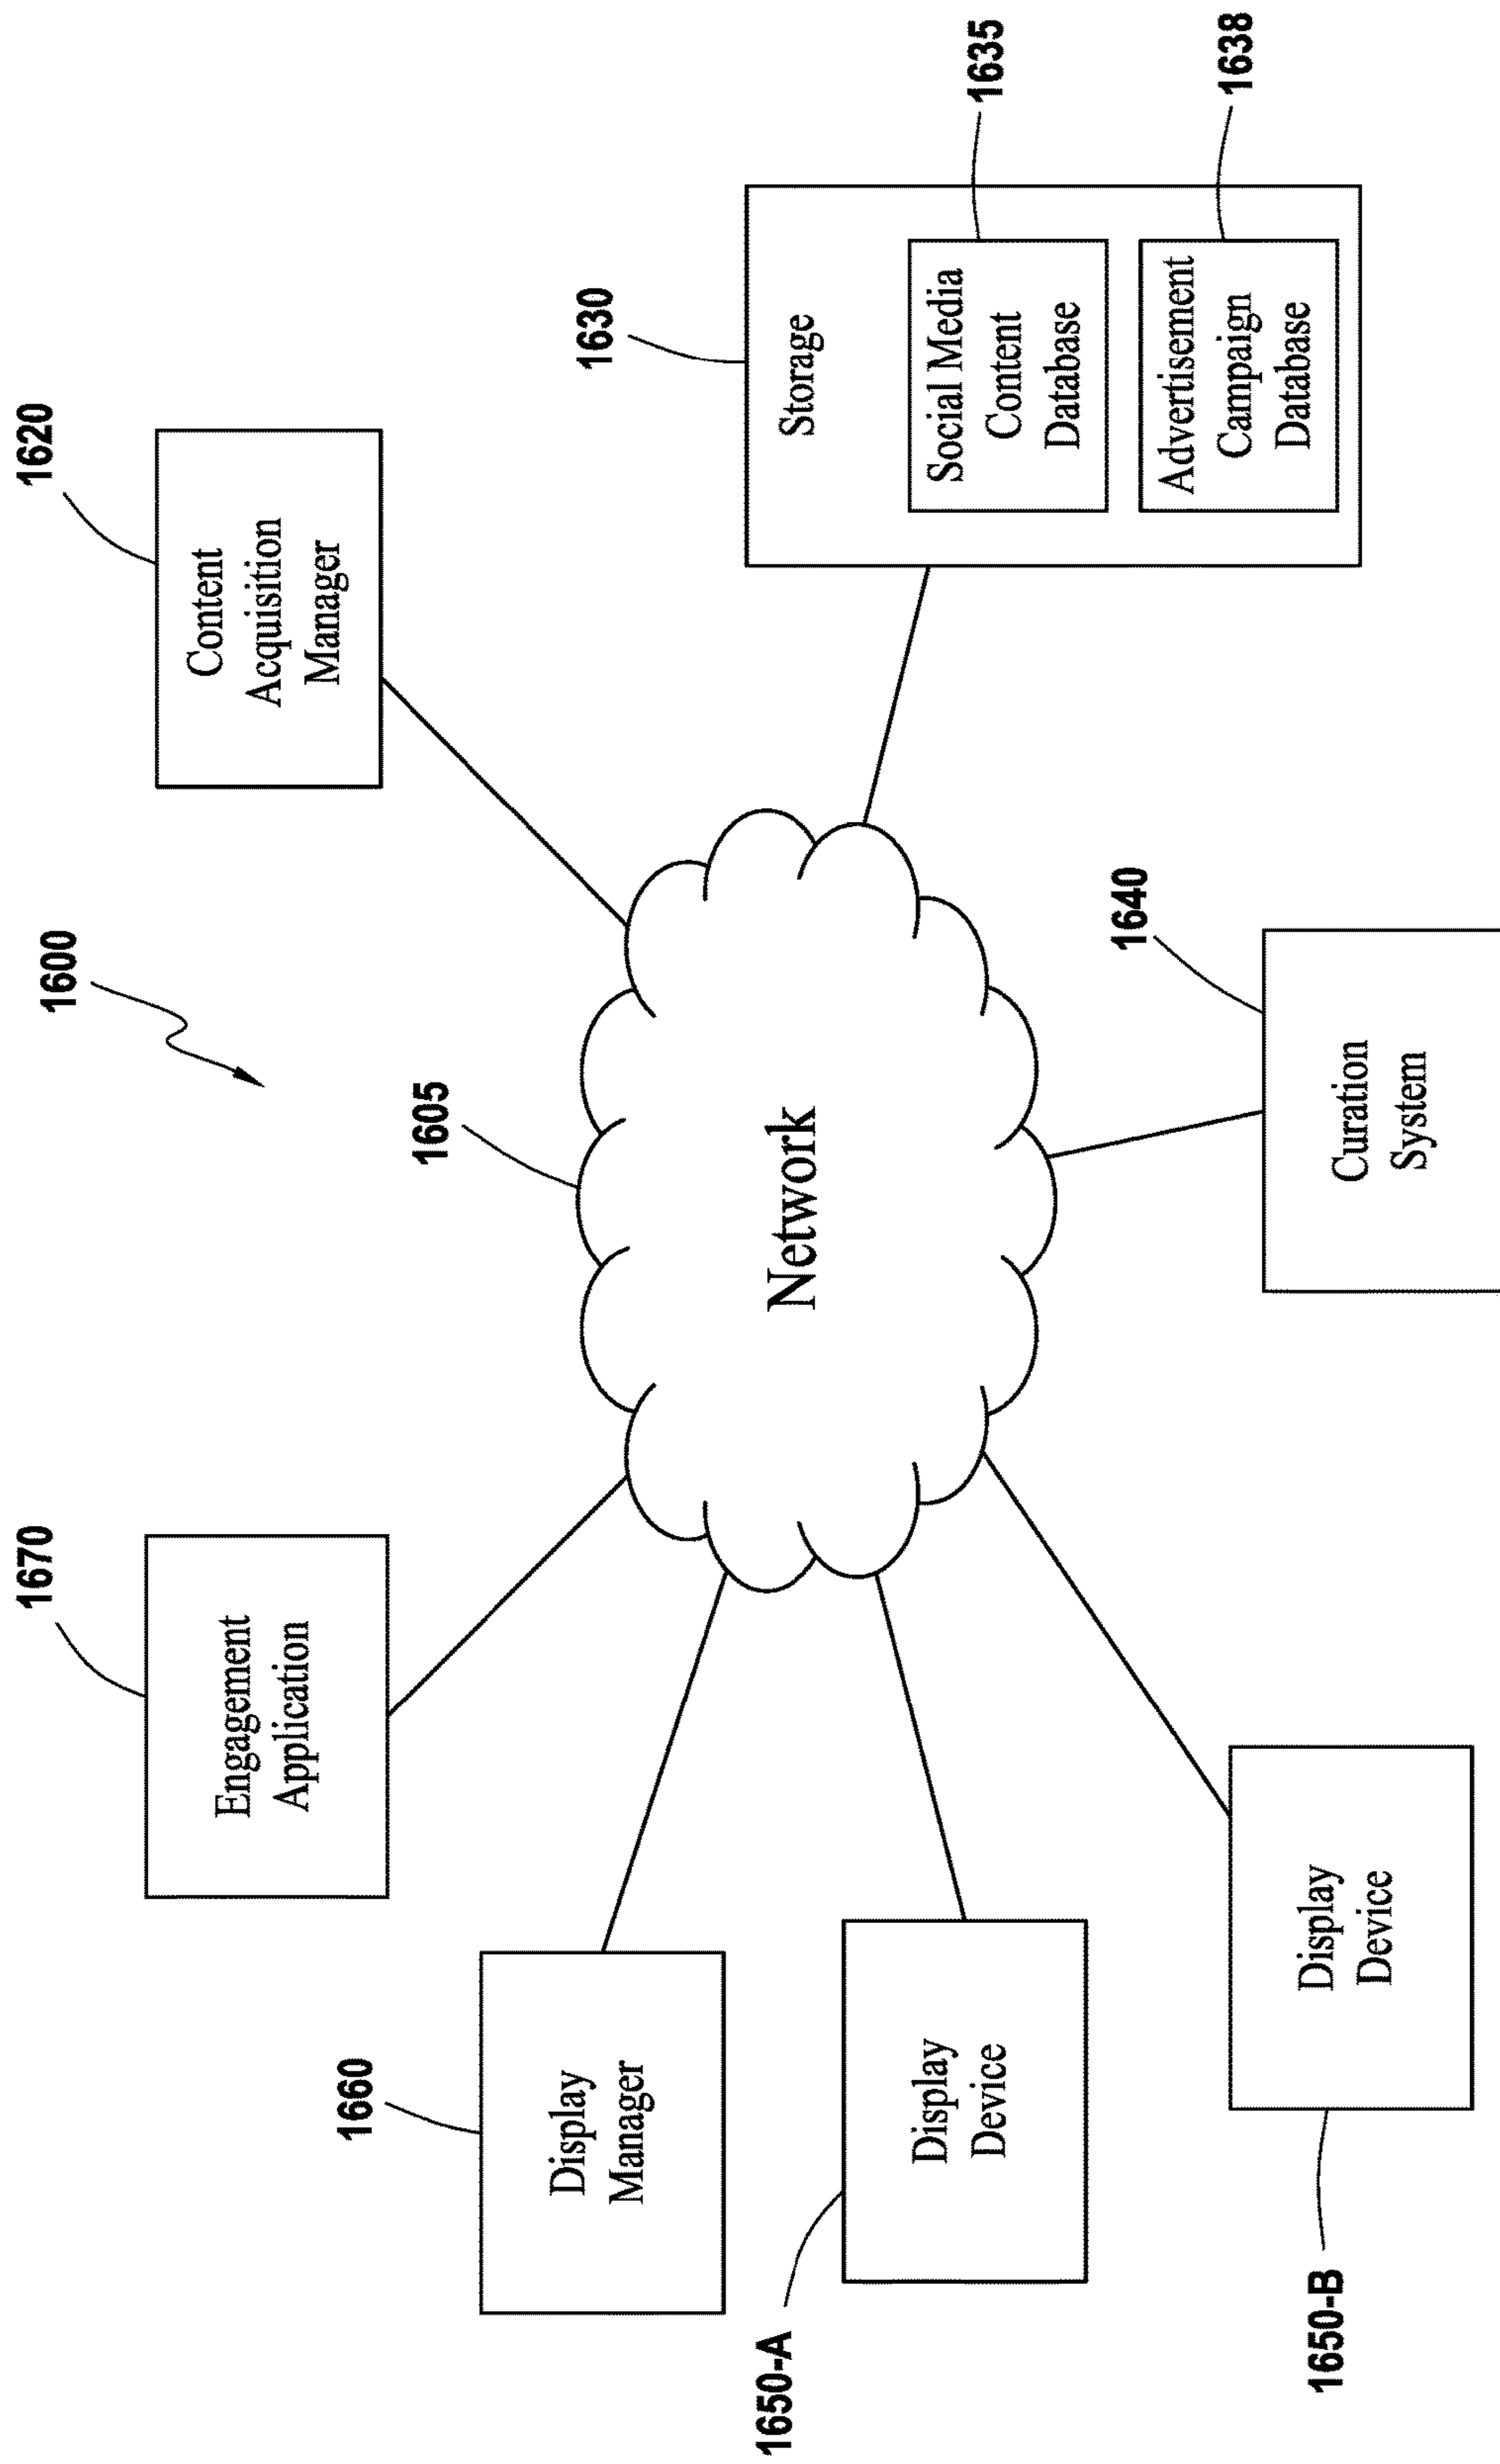 1600
1670
Engagement
Application
1620
Content
Acquisition
Manager
1660
Display
Manager
1605
Network
1630
Storage
1635
Social Media
Content
Database
1638
Advertisement
Campaign
Database
1650-A
Display
Device
1650-B
Display
Device
1640
Curation
System